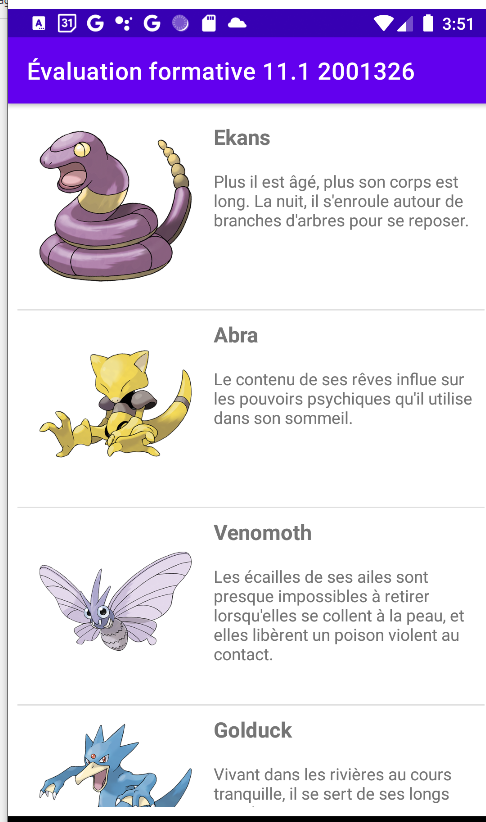 31 G G 3:51
Évaluation formative 11.1 2001326
Ekans
Plus il est âgé, plus son corps est
long. La nuit, il s'enroule autour de
branches d'arbres pour se reposer.
Abra
Le contenu de ses rêves influe sur
les pouvoirs psychiques qu'il utilise
dans son sommeil.
Venomoth
Les écailles de ses ailes sont
presque impossibles à retirer
lorsqu'elles se collent à la peau, et
elles libèrent un poison violent au
contact.
Golduck
Vivant dans les rivières au cours
tranquille, il se sert de ses longs